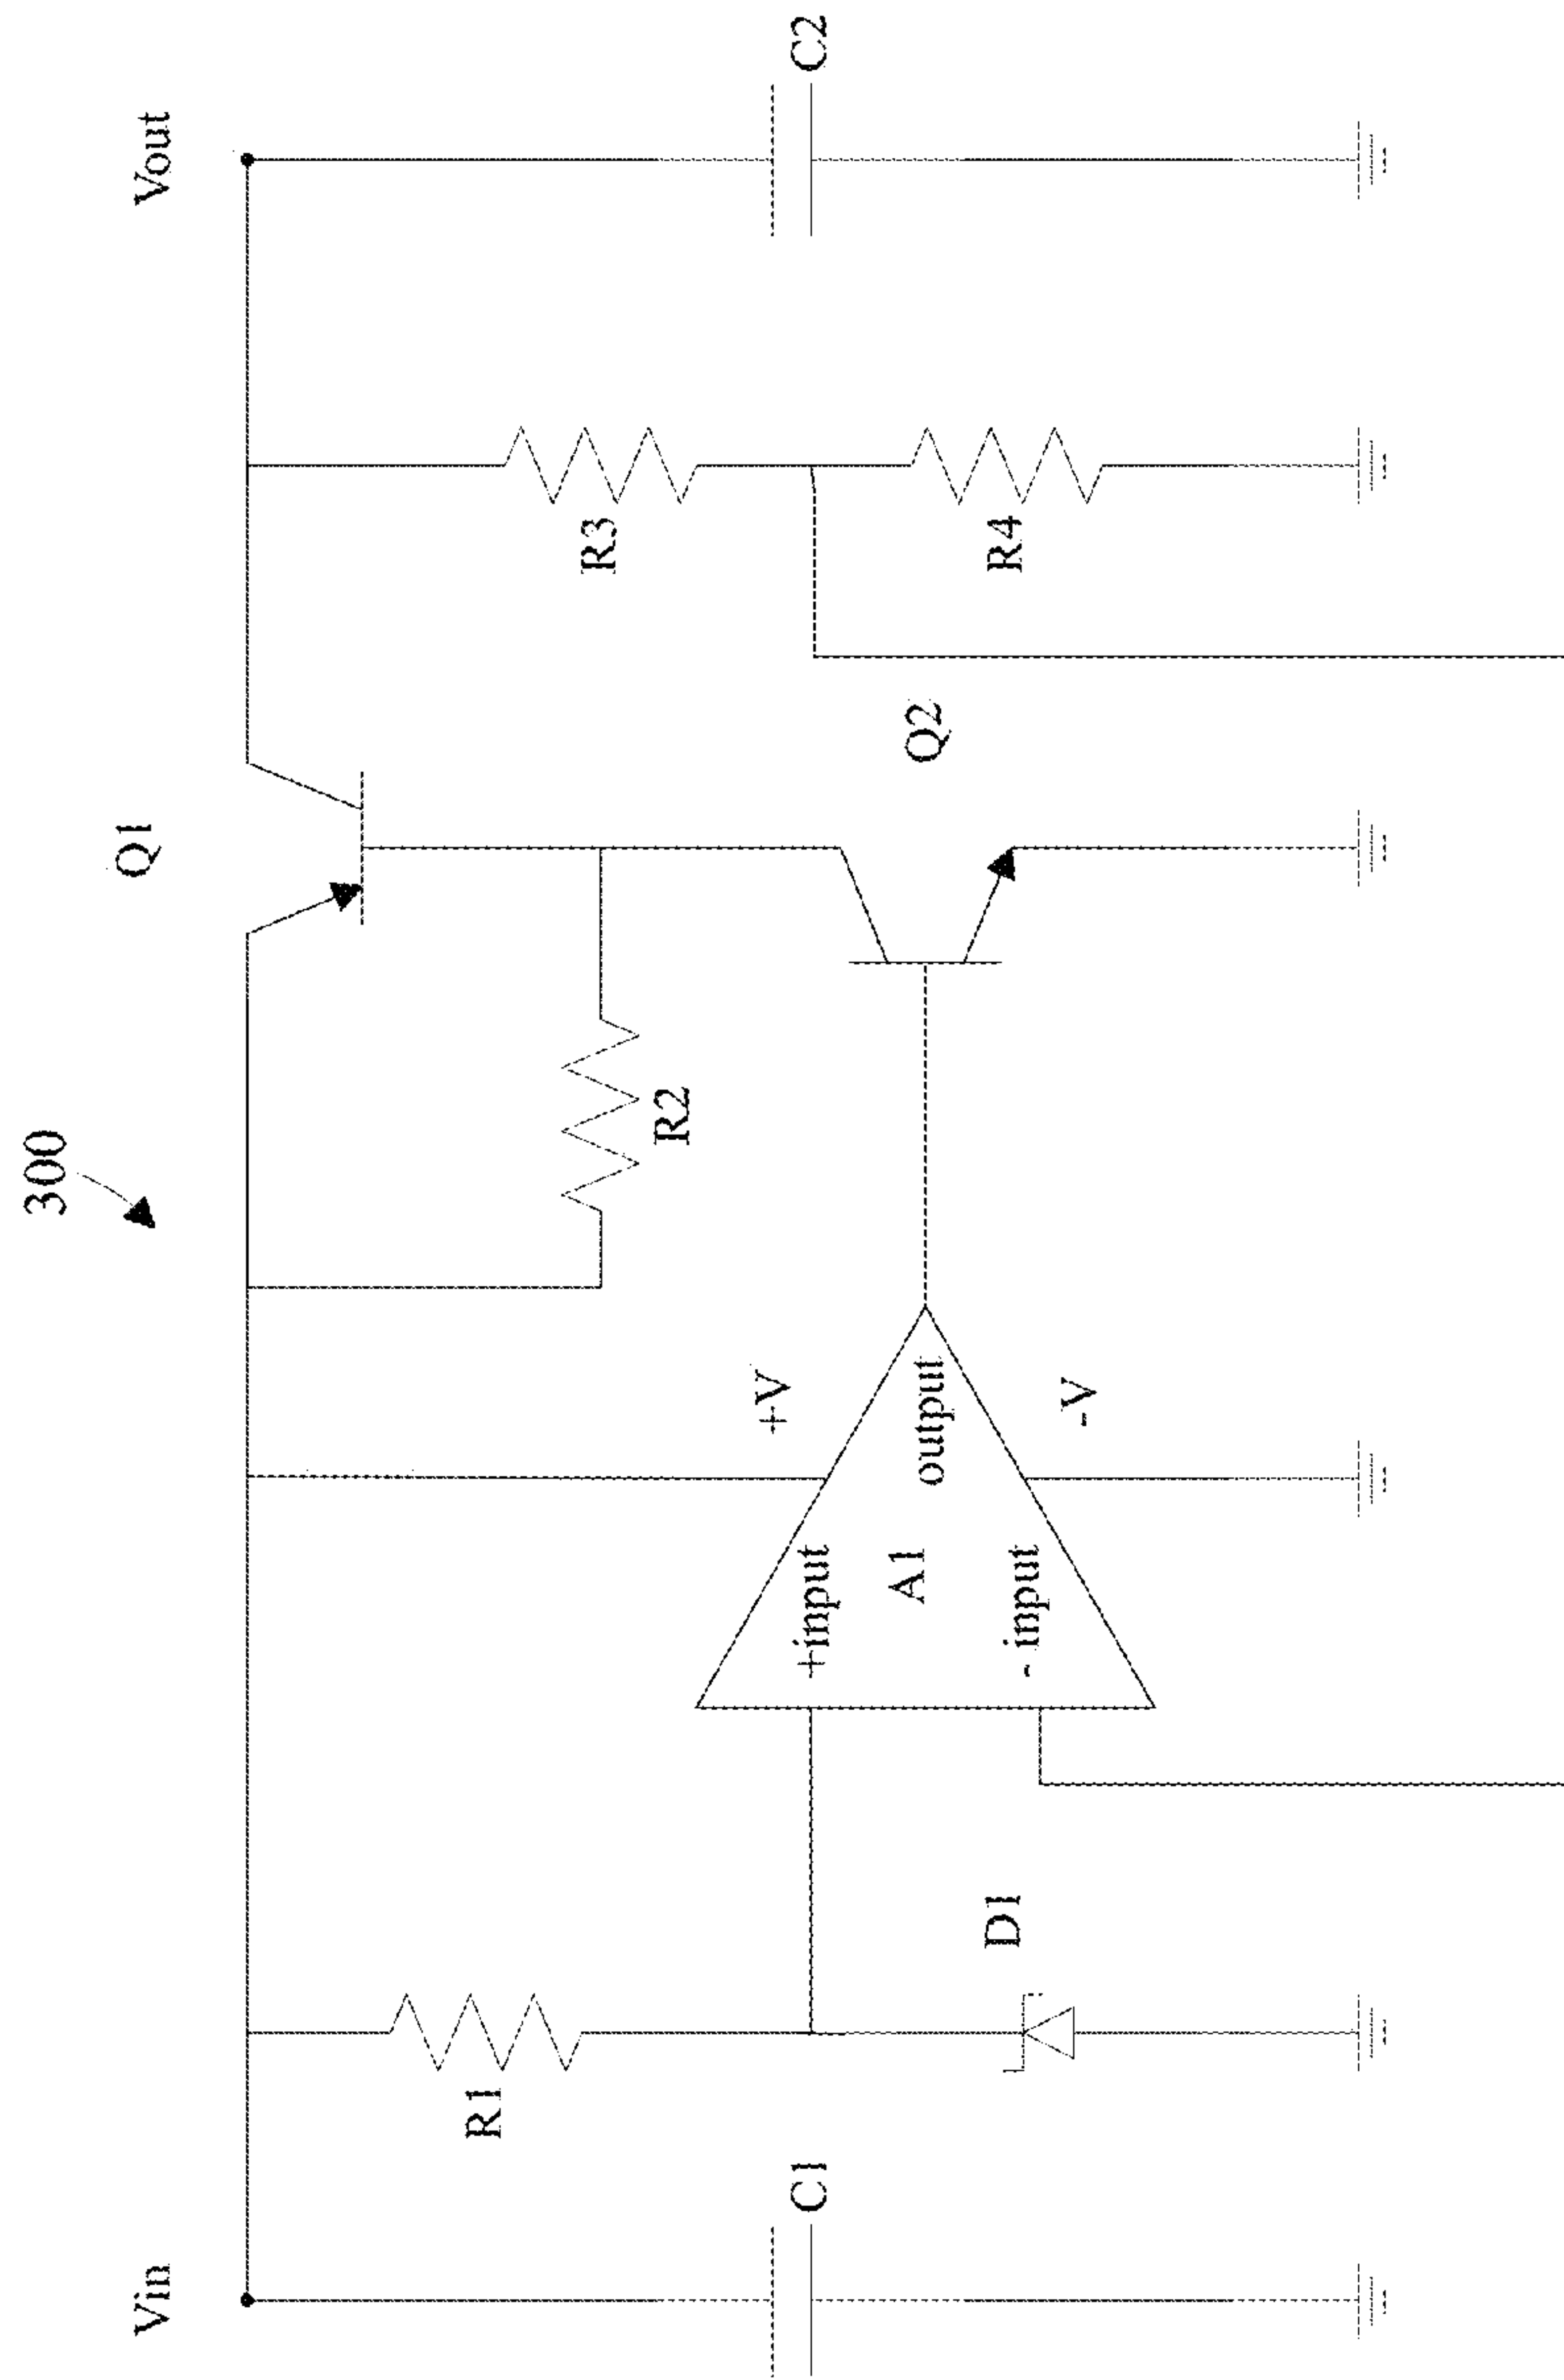 300
Vin
Q1
Vout
R1
R2
R3
C1
+V
C2
+input
A1
output
- input
-V
D1
Q2
R4